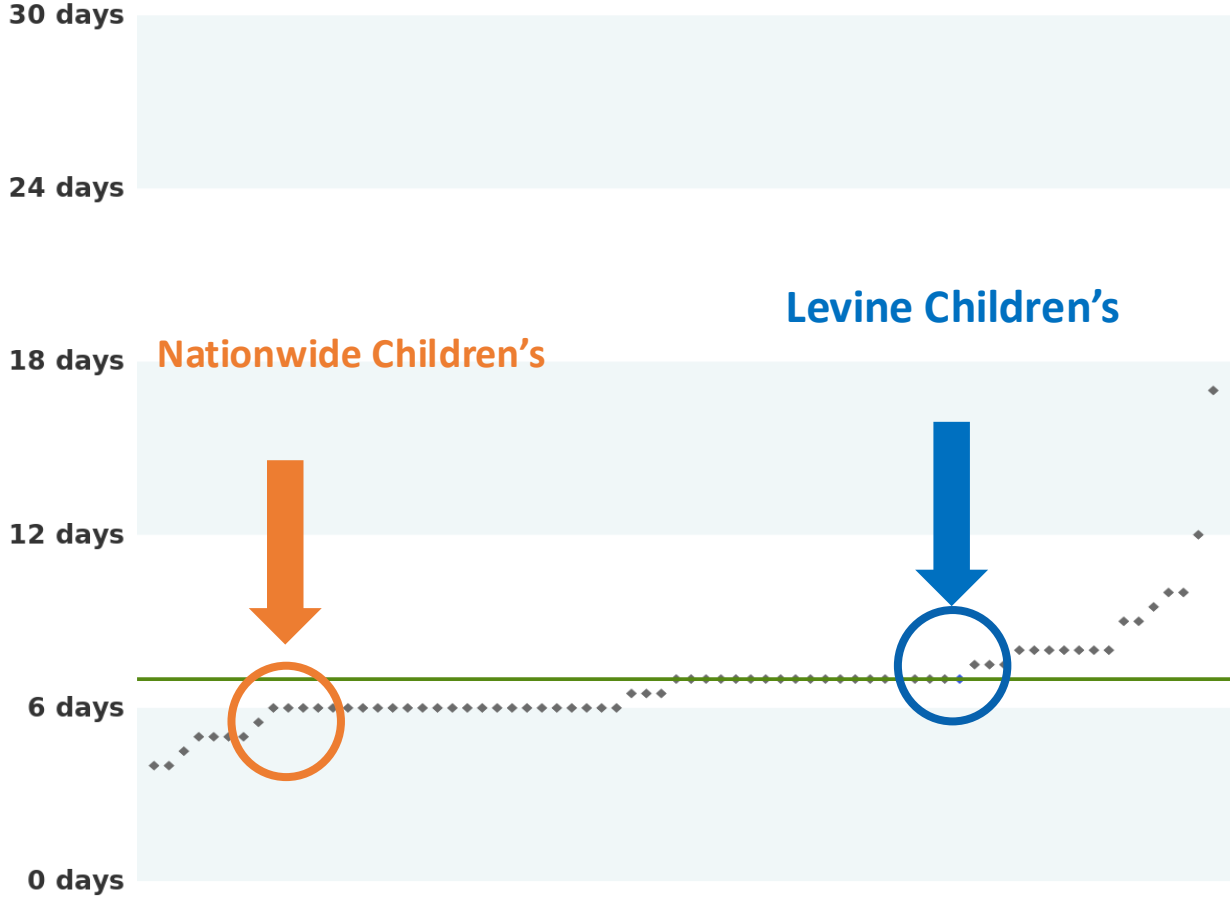 30 days
24 days
Levine Children’s
Nationwide Children’s
18 days
12 days
6 days
0 days